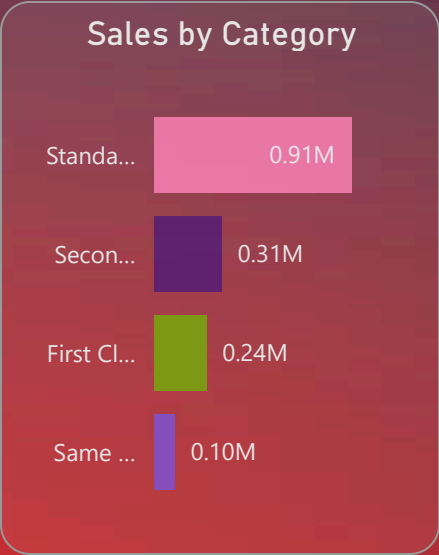 Sales by Category
Standa... 0.91M
Secon... 0.31M
First Cl... 0.24M
Same ... 0.10M